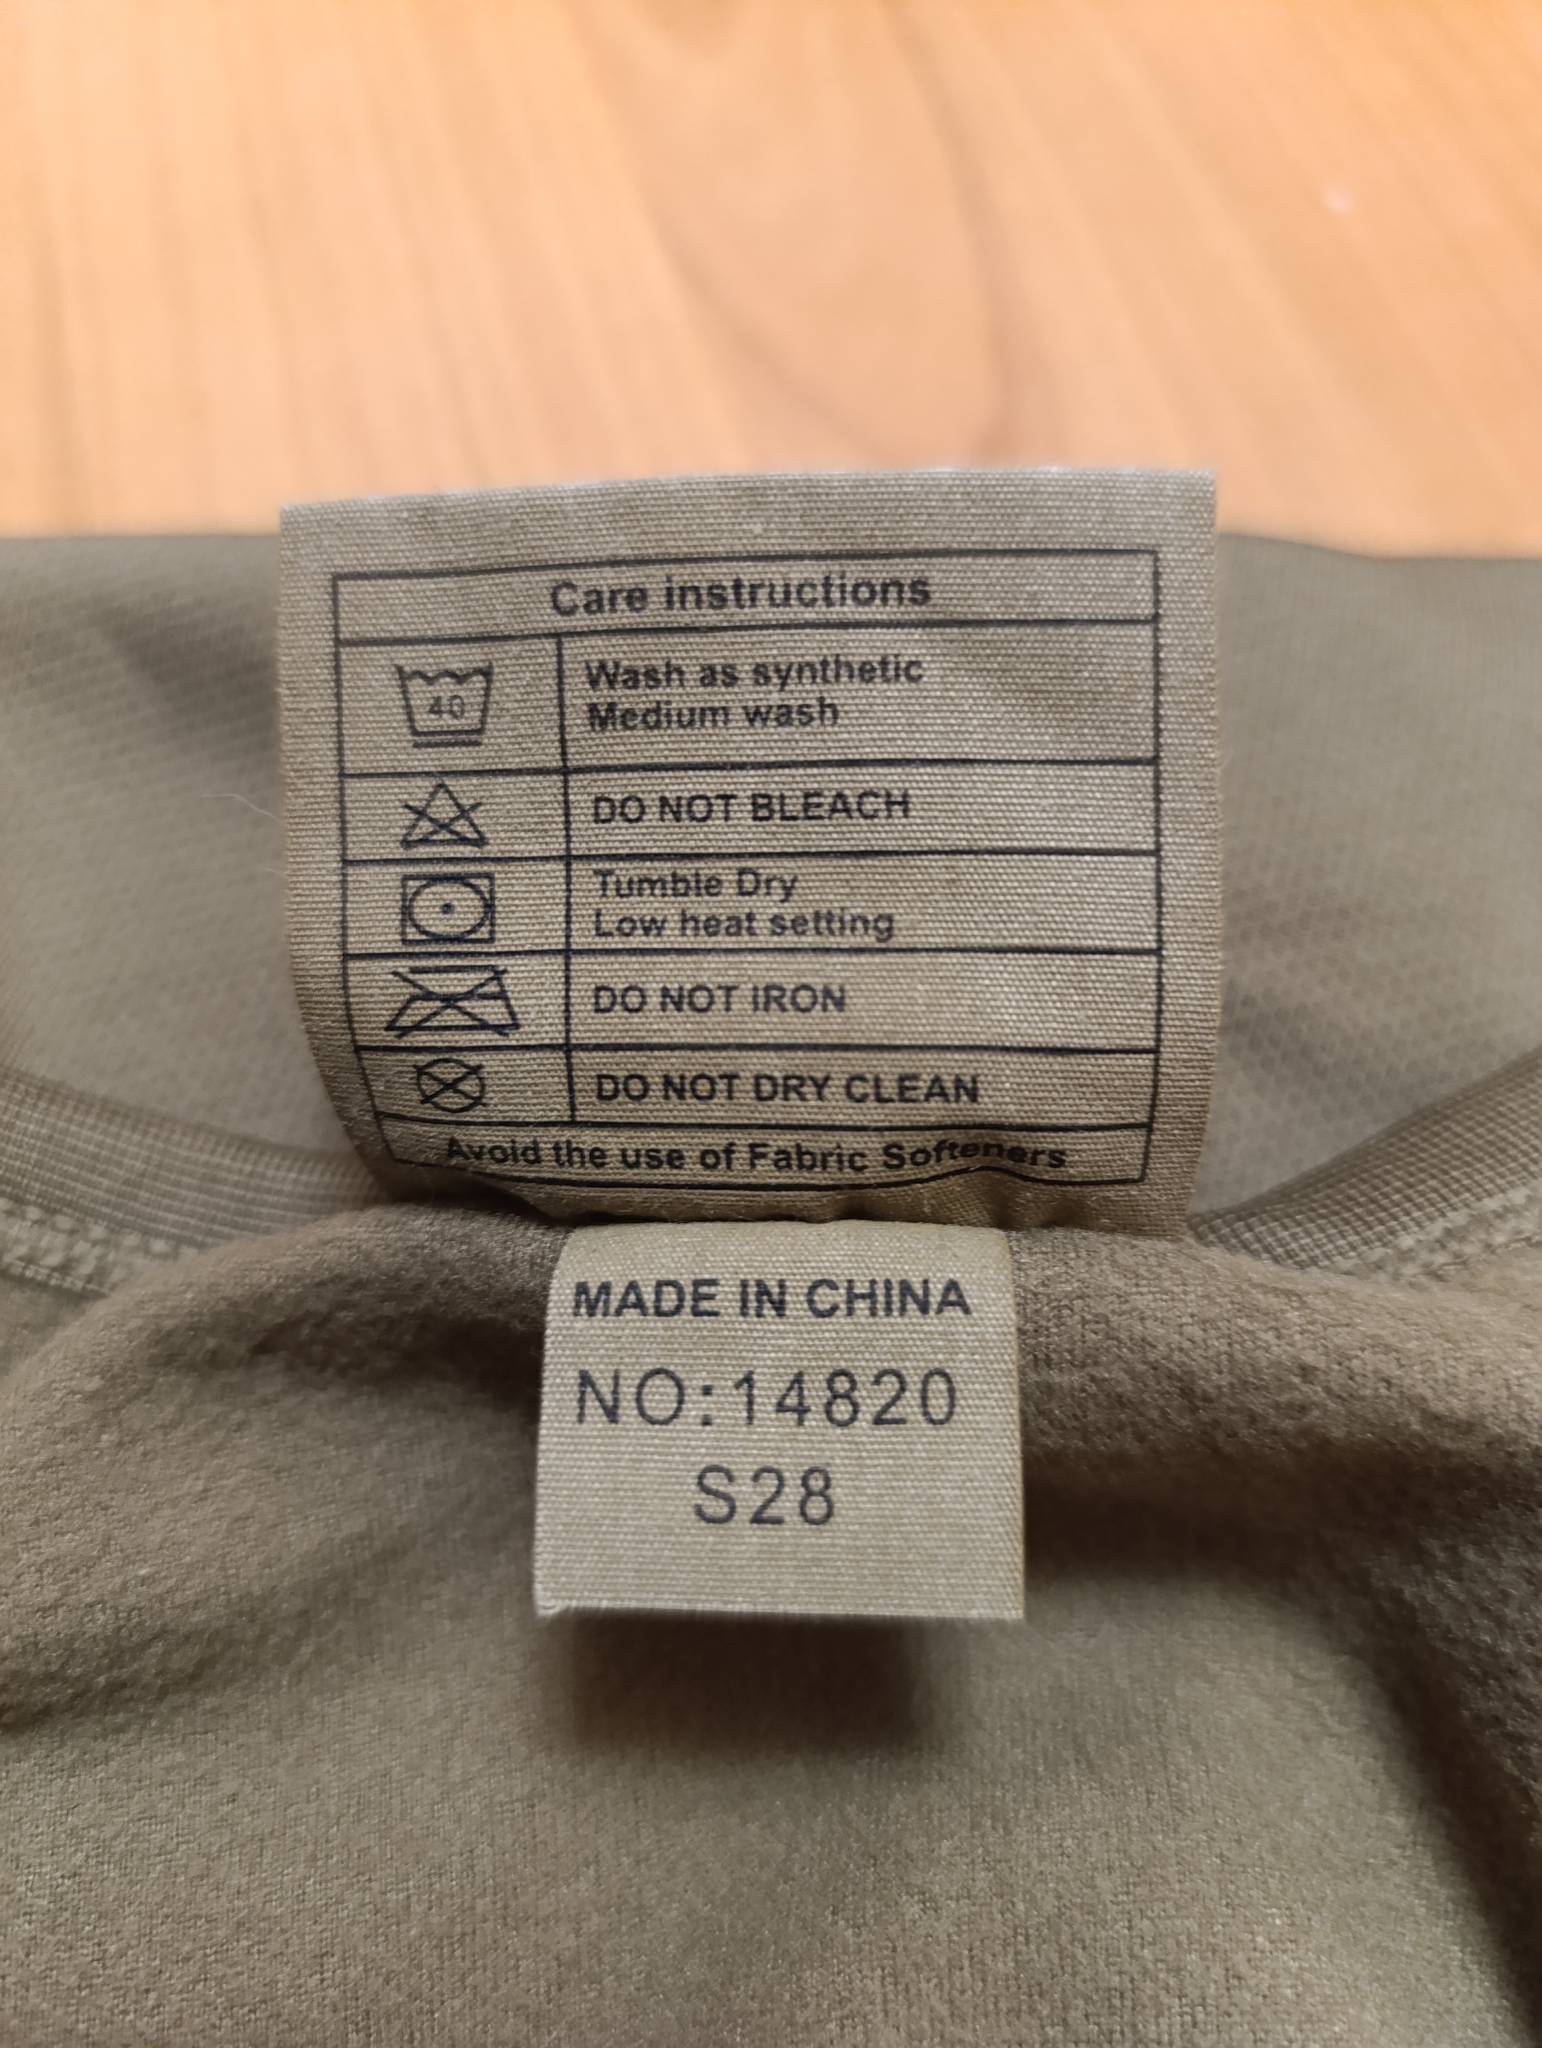 Care instructions
40
Wash as synthetic
Medium wash
DO NOT BLEACH
Tumble Dry
Low heat setting
DO NOT IRON
DO NOT DRY CLEAN
Avoid the use of Fabric Softeners
MADE IN CHINA
NO:14820
S28